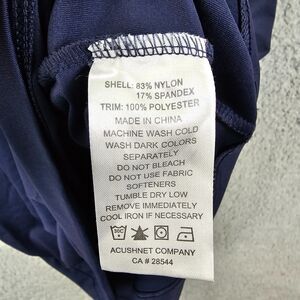 SHELL: 83% NYLON
17% SPANDEX
TRIM: 100% POLYESTER
MADE IN CHINA
MACHINE WASH COLD
WASH DARK COLORS
SEPARATELY
DO NOT BLEACH
DO NOT USE FABRIC
SOFTENERS
TUMBLE DRY LOW
REMOVE IMMEDIATELY
COOL IRON IF NECESSARY
ACUSHNET COMPANY
CA # 28544